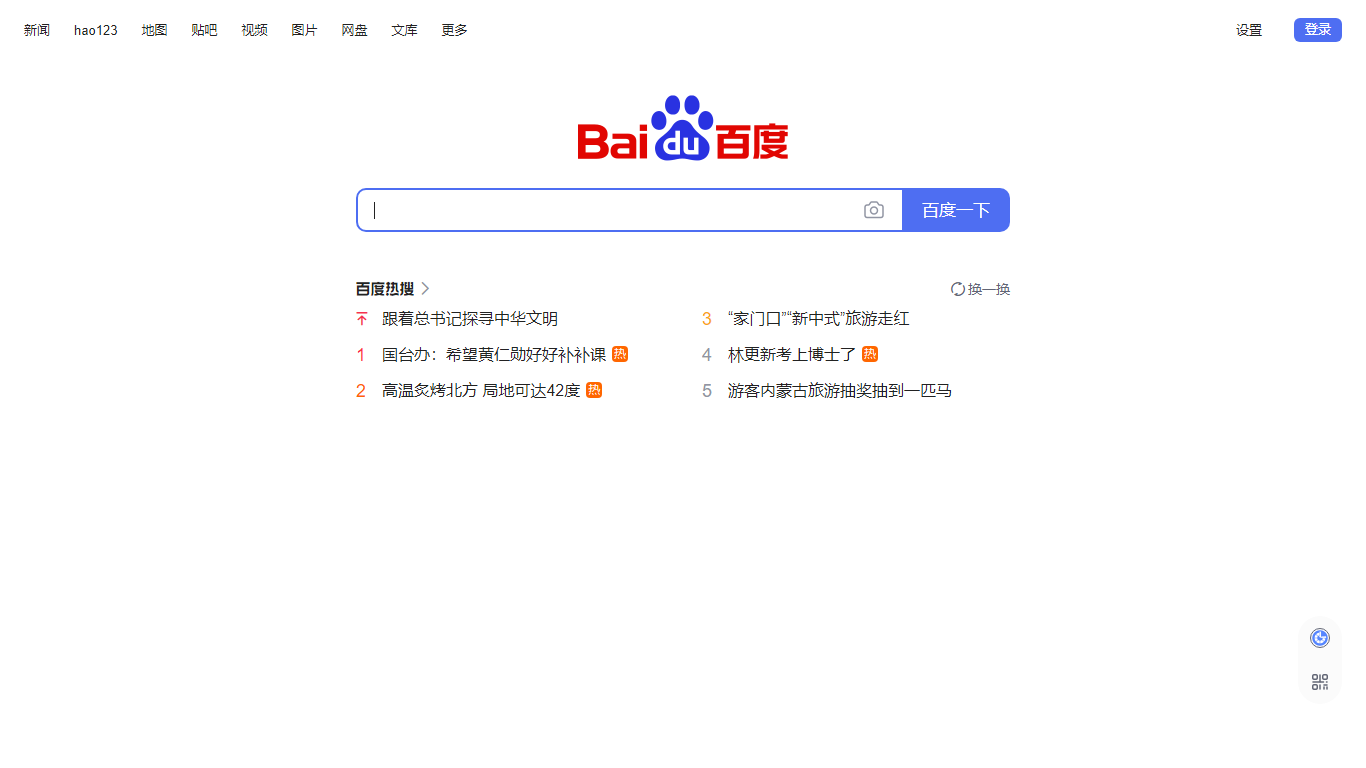 新闻 hao123 地图 贴吧 视频 图片 网盘 文库 更多 设置 登录
Bai du 百度
百度一下
百度热搜 换一换
跟着总书记探寻中华文明
1 国台办：希望黄仁勋好好补补课 热
2 高温炙烤北方 局地可达42度 热
3 “家门口”“新中式”旅游走红
4 林更新考上博士了 热
5 游客内蒙古旅游抽奖抽到一匹马